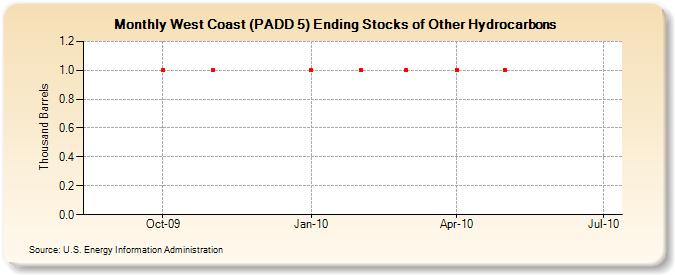 Monthly West Coast (PADD 5) Ending Stocks of Other Hydrocarbons
Thousand Barrels
1.2
1.0
0.8
0.6
0.4
0.2
0.0
Oct-09 Jan-10 Apr-10 Jul-10
Source: U.S. Energy Information Administration